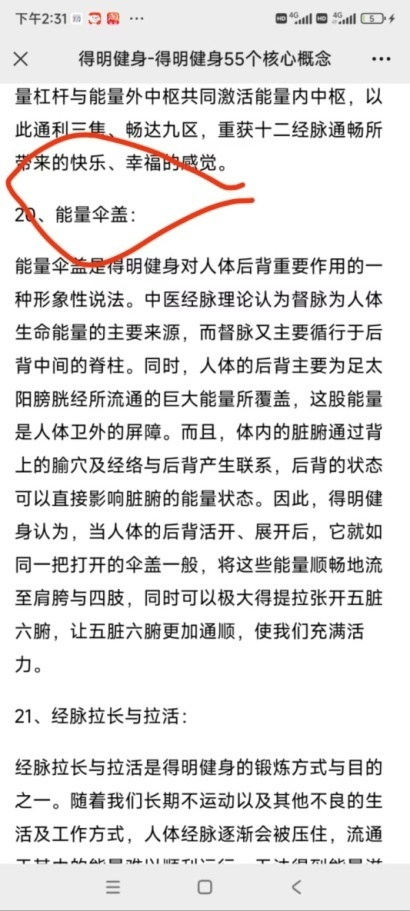 下午2:31
HD 4G HD 4G 5
得明健身-得明健身55个核心概念
量杠杆与能量外中枢共同激活能量内中枢，以
此通利三焦、畅达九区，重获十二经脉通畅所
带来的快乐、幸福的感觉。
20、能量伞盖：
能量伞盖是得明健身对人体后背重要作用的一
种形象性说法。中医经脉理论认为督脉为人体
生命能量的主要来源，而督脉又主要循行于后
背中间的脊柱。同时，人体的后背主要为足太
阳膀胱经所流通的巨大能量所覆盖，这股能量
是人体卫外的屏障。而且，体内的脏腑通过背
上的腧穴及经络与后背产生联系，后背的状态
可以直接影响脏腑的能量状态。因此，得明健
身认为，当人体的后背活开、展开后，它就如
同一把打开的伞盖一般，将这些能量顺畅地流
至肩胯与四肢，同时可以极大得提拉张开五脏
六腑，让五脏六腑更加通顺，使我们充满活
力。
21、经脉拉长与拉活：
经脉拉长与拉活是得明健身的锻炼方式与目的
之一。随着我们长期不运动以及其他不良的生
活及工作方式，人体经脉逐渐会被压住，流通